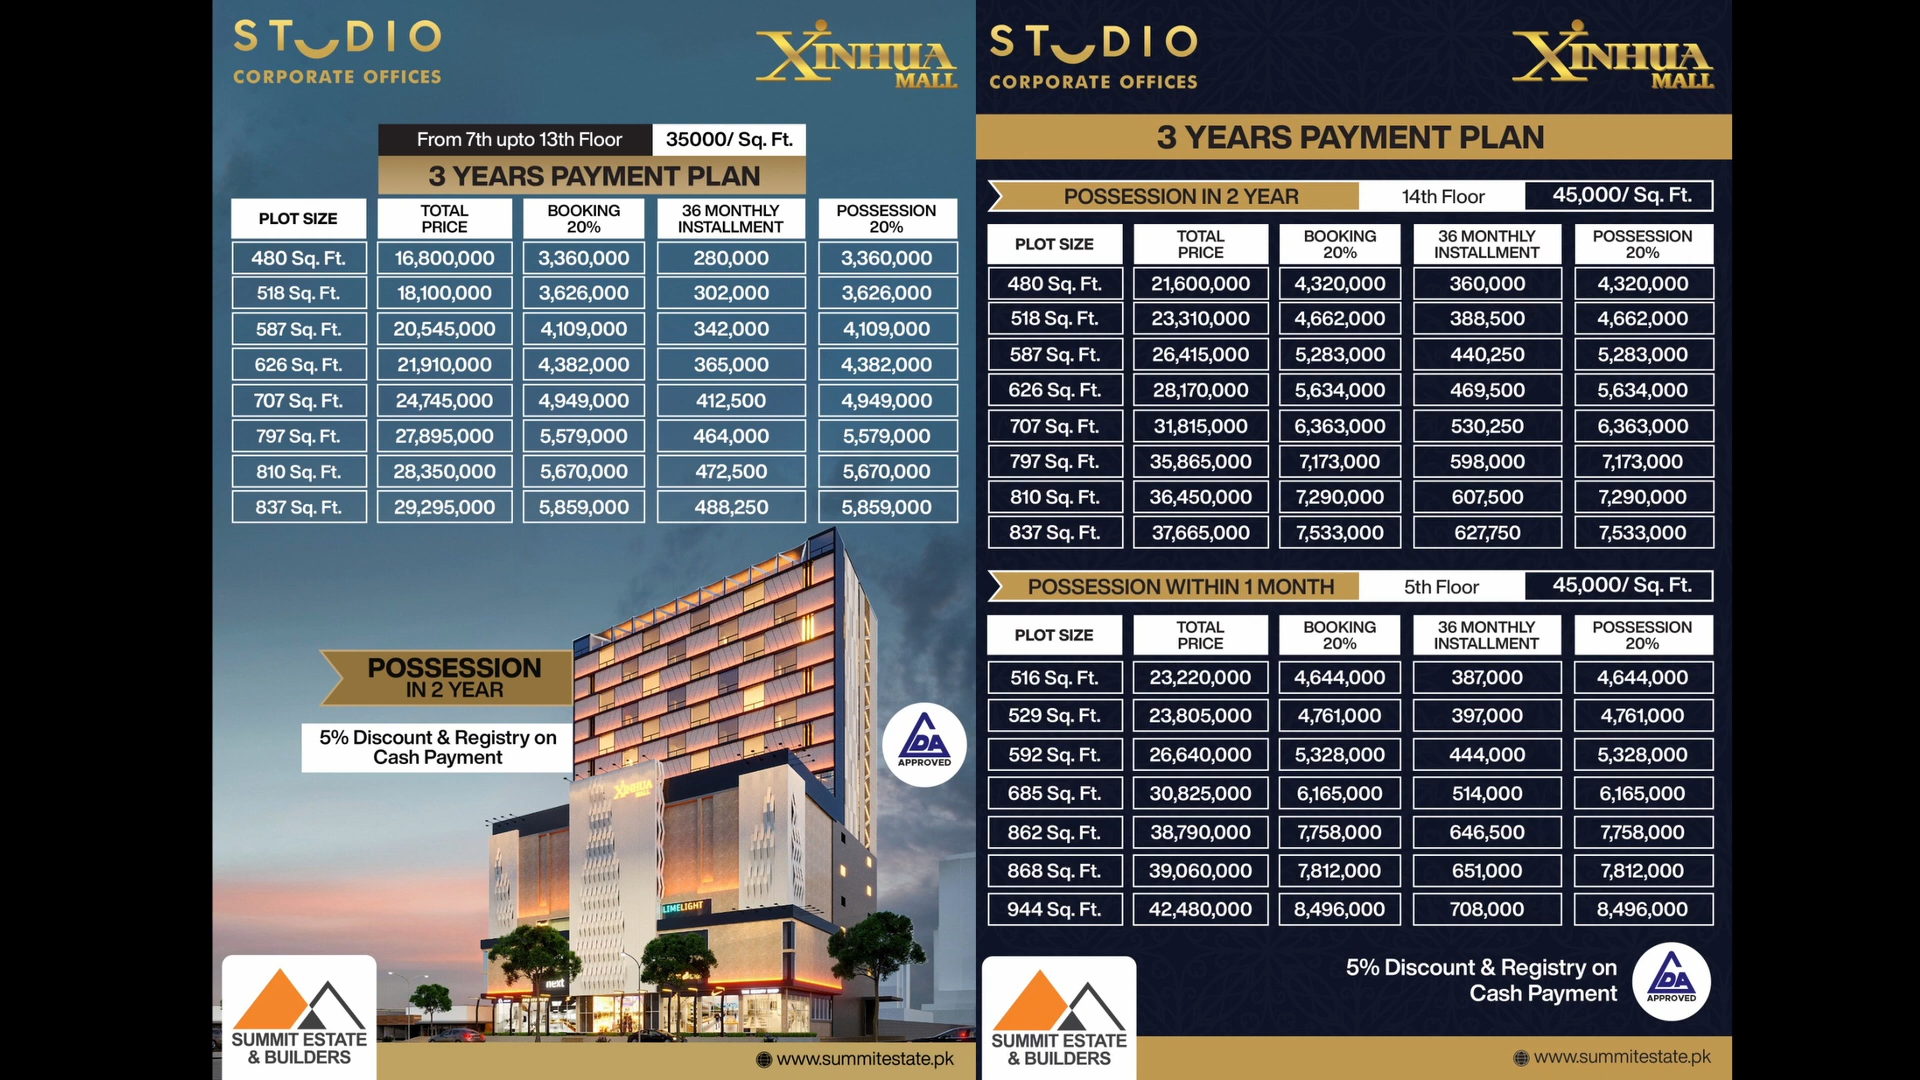 STUDIO
CORPORATE OFFICES
XINHUA
MALL
From 7th upto 13th Floor 35000/ Sq. Ft.
3 YEARS PAYMENT PLAN
PLOT SIZE TOTAL PRICE BOOKING 20% 36 MONTHLY INSTALLMENT POSSESSION 20%
480 Sq. Ft. 16,800,000 3,360,000 280,000 3,360,000
518 Sq. Ft. 18,100,000 3,626,000 302,000 3,626,000
587 Sq. Ft. 20,545,000 4,109,000 342,000 4,109,000
626 Sq. Ft. 21,910,000 4,382,000 365,000 4,382,000
707 Sq. Ft. 24,745,000 4,949,000 412,500 4,949,000
797 Sq. Ft. 27,895,000 5,579,000 464,000 5,579,000
810 Sq. Ft. 28,350,000 5,670,000 472,500 5,670,000
837 Sq. Ft. 29,295,000 5,859,000 488,250 5,859,000
POSSESSION
IN 2 YEAR
5% Discount & Registry on
Cash Payment
LDA
APPROVED
XINHUA
MALL
LIMELIGHT
next
SUMMIT ESTATE
& BUILDERS
www.summitestate.pk
STUDIO
CORPORATE OFFICES
XINHUA
MALL
3 YEARS PAYMENT PLAN
POSSESSION IN 2 YEAR 14th Floor 45,000/ Sq. Ft.
PLOT SIZE TOTAL PRICE BOOKING 20% 36 MONTHLY INSTALLMENT POSSESSION 20%
480 Sq. Ft. 21,600,000 4,320,000 360,000 4,320,000
518 Sq. Ft. 23,310,000 4,662,000 388,500 4,662,000
587 Sq. Ft. 26,415,000 5,283,000 440,250 5,283,000
626 Sq. Ft. 28,170,000 5,634,000 469,500 5,634,000
707 Sq. Ft. 31,815,000 6,363,000 530,250 6,363,000
797 Sq. Ft. 35,865,000 7,173,000 598,000 7,173,000
810 Sq. Ft. 36,450,000 7,290,000 607,500 7,290,000
837 Sq. Ft. 37,665,000 7,533,000 627,750 7,533,000
POSSESSION WITHIN 1 MONTH 5th Floor 45,000/ Sq. Ft.
PLOT SIZE TOTAL PRICE BOOKING 20% 36 MONTHLY INSTALLMENT POSSESSION 20%
516 Sq. Ft. 23,220,000 4,644,000 387,000 4,644,000
529 Sq. Ft. 23,805,000 4,761,000 397,000 4,761,000
592 Sq. Ft. 26,640,000 5,328,000 444,000 5,328,000
685 Sq. Ft. 30,825,000 6,165,000 514,000 6,165,000
862 Sq. Ft. 38,790,000 7,758,000 646,500 7,758,000
868 Sq. Ft. 39,060,000 7,812,000 651,000 7,812,000
944 Sq. Ft. 42,480,000 8,496,000 708,000 8,496,000
5% Discount & Registry on
Cash Payment
LDA
APPROVED
SUMMIT ESTATE
& BUILDERS
www.summitestate.pk